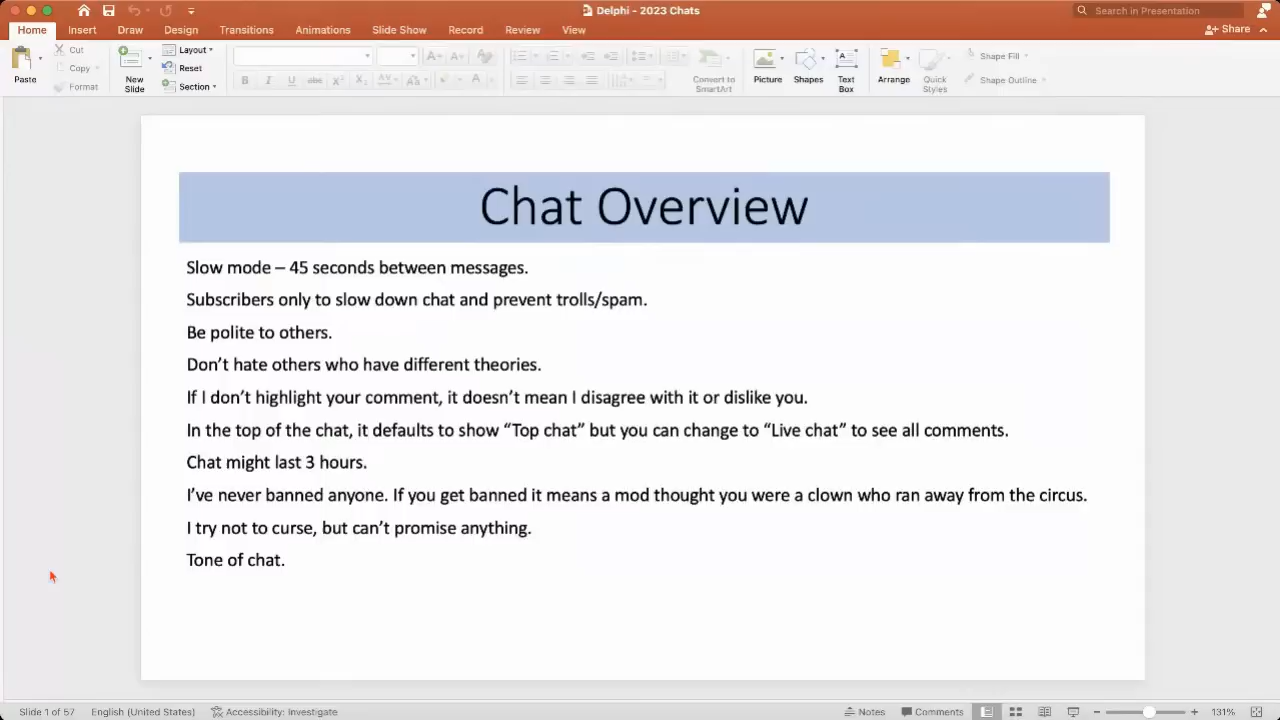 Delphi - 2023 Chats
Search in Presentation
Home Insert Draw Design Transitions Animations Slide Show Record Review View Share
Paste Cut Copy Format
New Slide Layout Reset Section
B I U abc X² X₂ Av Aa A
Convert to SmartArt
Picture Shapes Text Box Arrange Quick Styles
Shape Fill
Shape Outline
Chat Overview
Slow mode – 45 seconds between messages.
Subscribers only to slow down chat and prevent trolls/spam.
Be polite to others.
Don’t hate others who have different theories.
If I don’t highlight your comment, it doesn’t mean I disagree with it or dislike you.
In the top of the chat, it defaults to show “Top chat” but you can change to “Live chat” to see all comments.
Chat might last 3 hours.
I’ve never banned anyone. If you get banned it means a mod thought you were a clown who ran away from the circus.
I try not to curse, but can’t promise anything.
Tone of chat.
Slide 1 of 57 English (United States) Accessibility: Investigate Notes Comments 131%